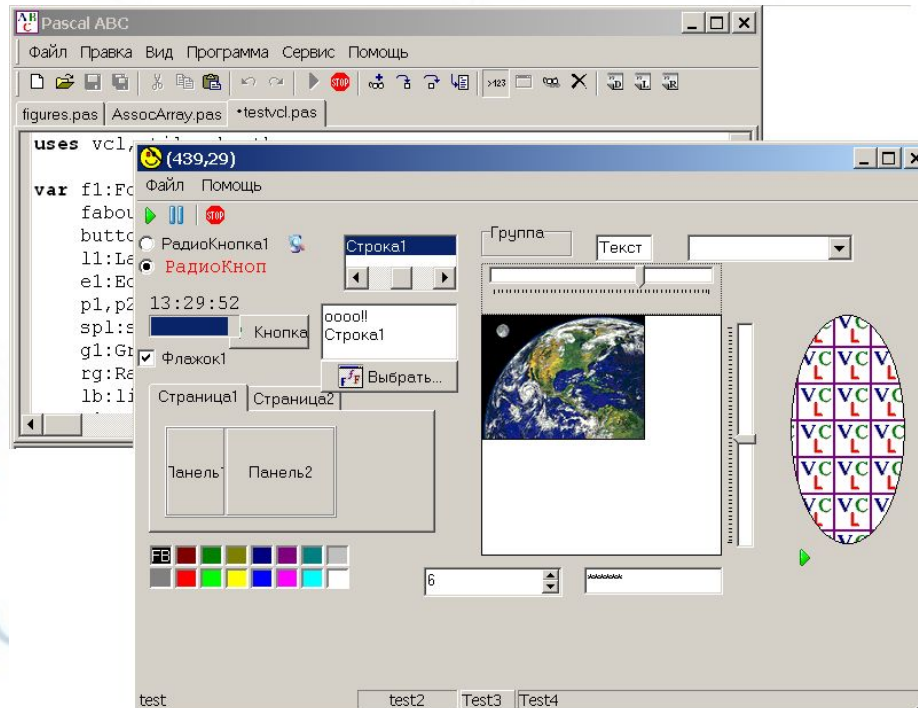 Pascal ABC
Файл Правка Вид Программа Сервис Помощь
figures.pas AssocArray.pas •testvcl.pas
uses vcl,
(439,29)
Файл Помощь
var f1:Fo
fabou
butto
l1:La
e1:Ed
p1,p2
spl:s
g1:Gr
rg:Ra
lb:li
STOP
РадиоКнопка1
РадиоКноп
Строка1
Группа
Текст
13:29:52
Кнопка
оооо!!
Строка1
Флажок1
Выбрать...
Страница1 Страница2
Панель2
FB
6
******
VCL
test test2 Test3 Test4